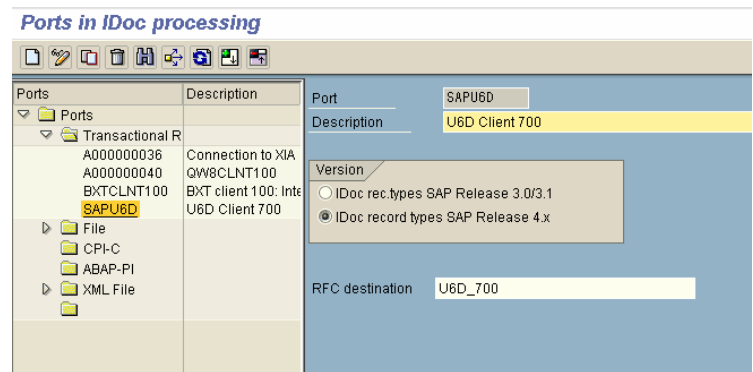 Ports in IDoc processing
Ports Description
Ports
Transactional R
A000000036 Connection to XIA
A000000040 QW8CLNT100
BXTCLNT100 BXT client 100: Inte
SAPU6D U6D Client 700
File
CPI-C
ABAP-PI
XML File
Port SAPU6D
Description U6D Client 700
Version
IDoc rec.types SAP Release 3.0/3.1
IDoc record types SAP Release 4.x
RFC destination U6D_700